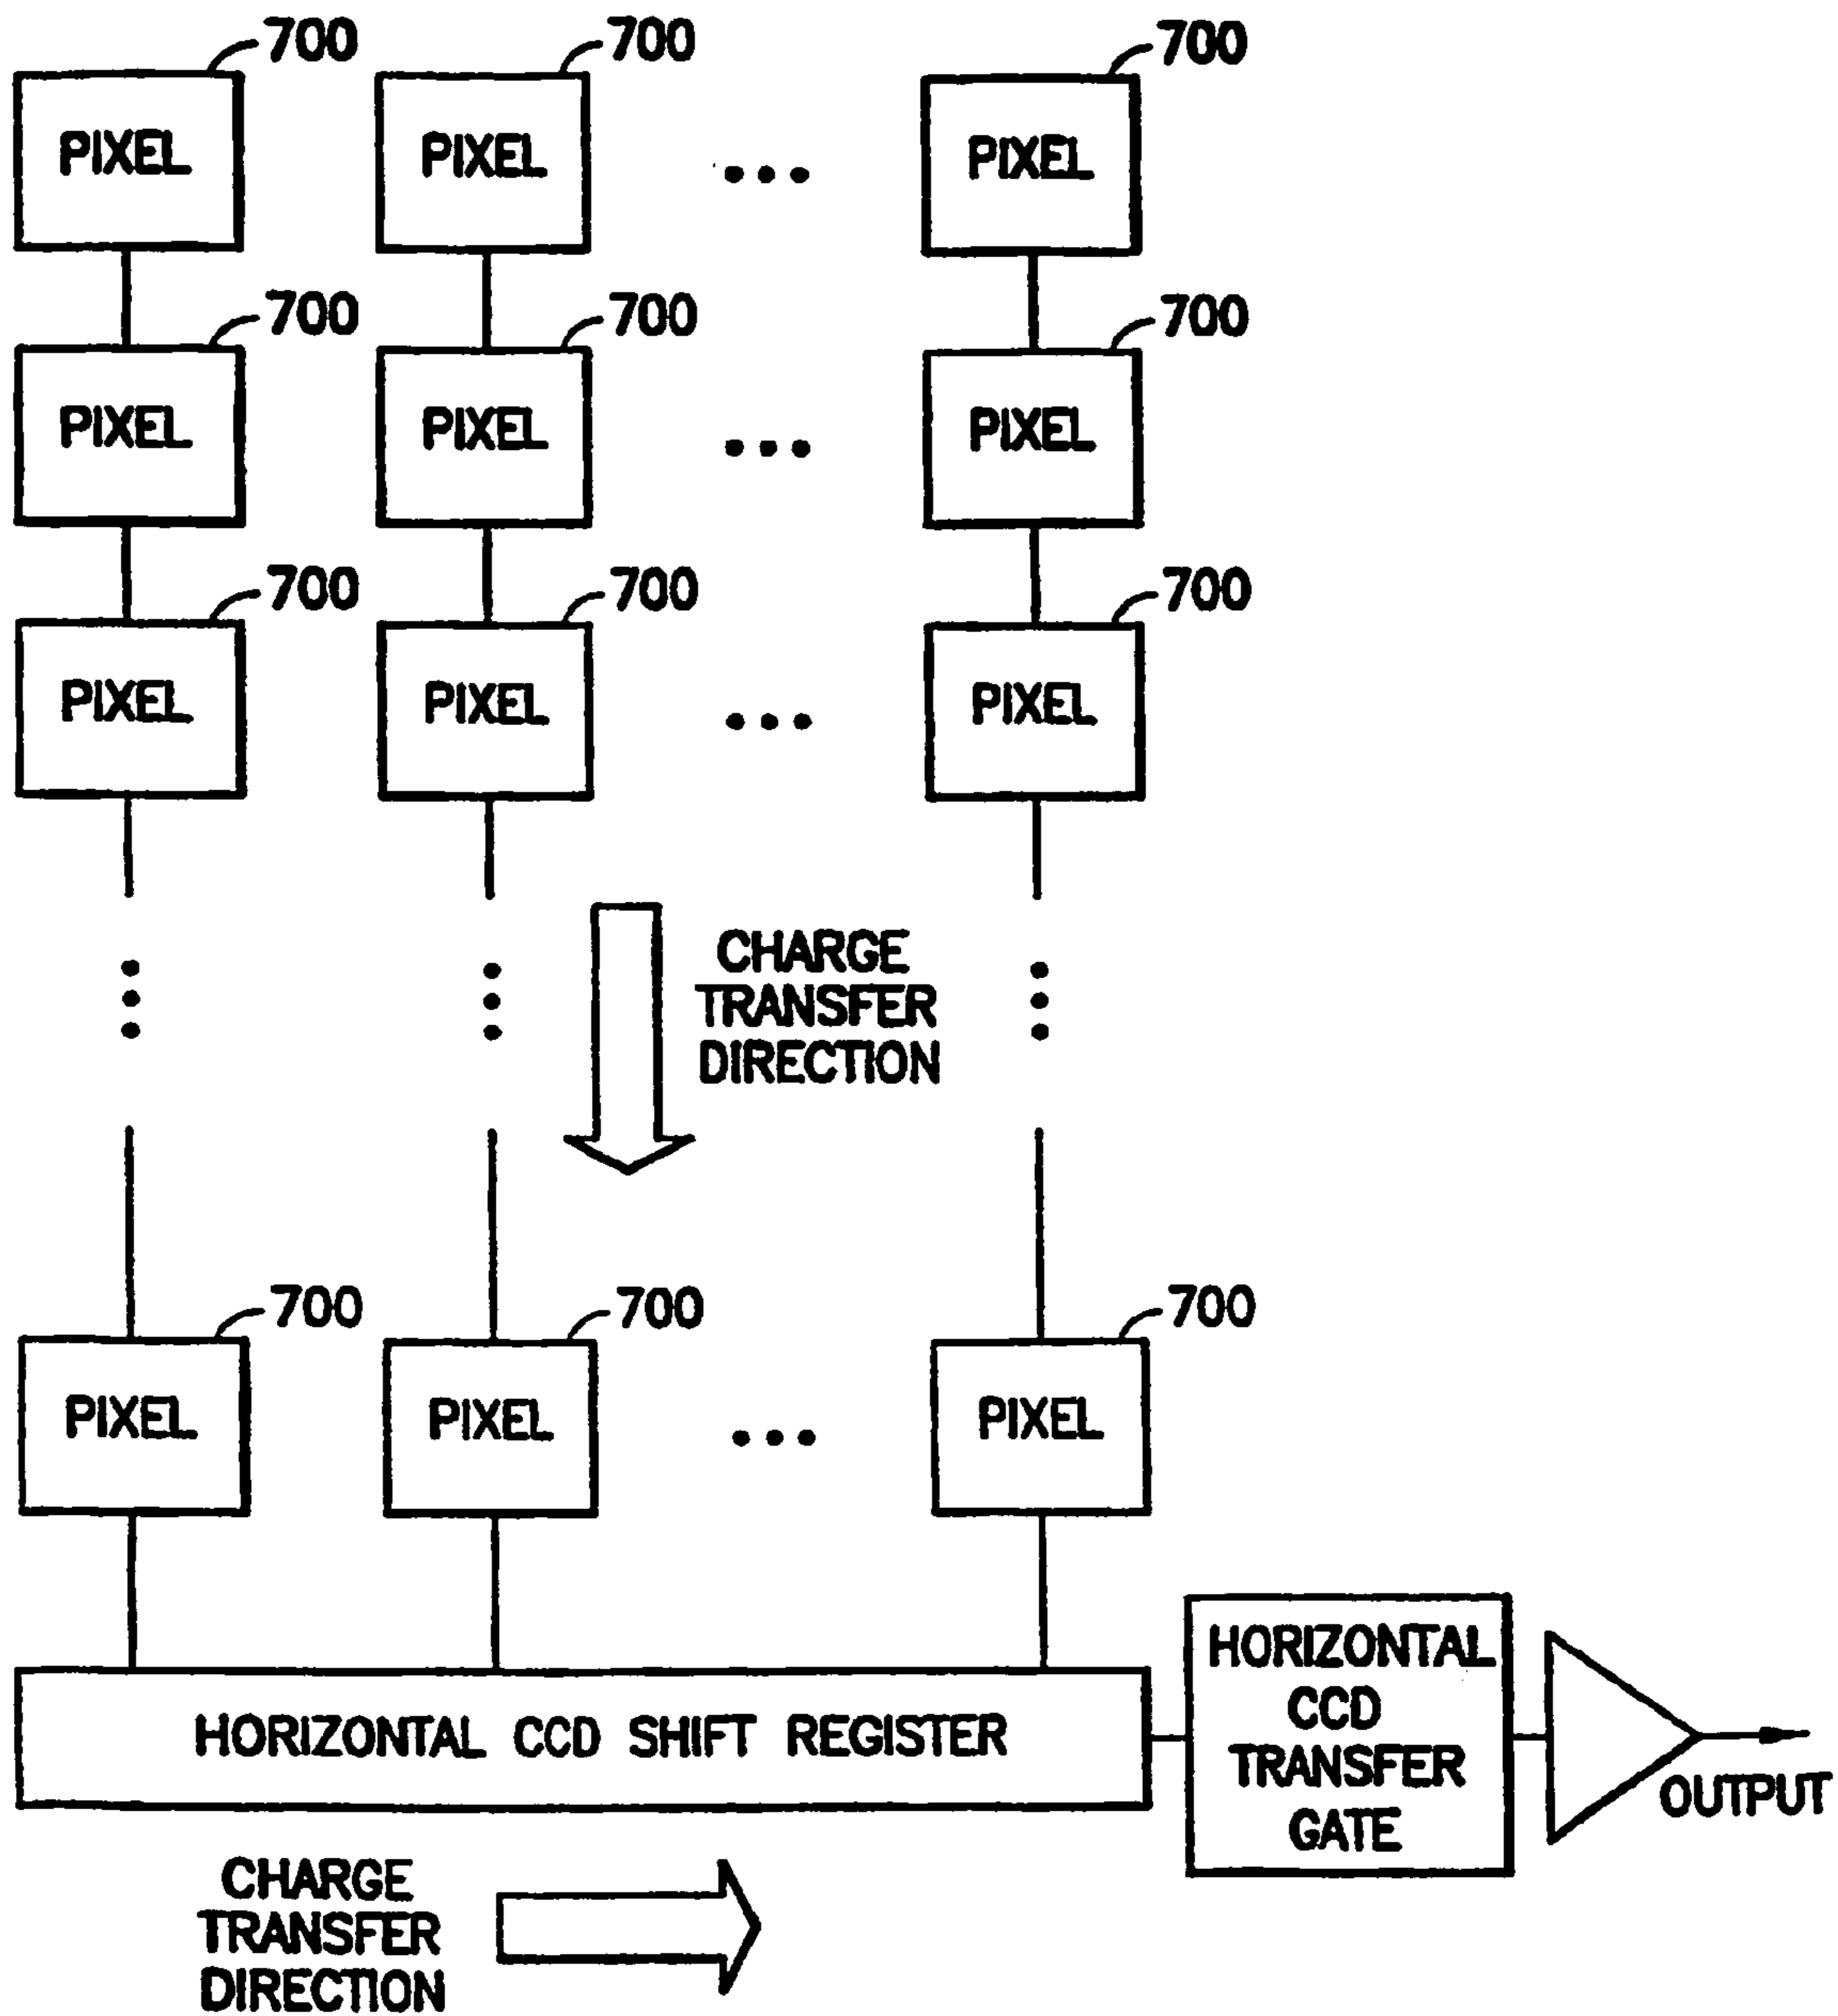 700 700 700
PIXEL PIXEL ... PIXEL
700 700 700
PIXEL PIXEL ... PIXEL
700 700 700
PIXEL PIXEL ... PIXEL
CHARGE
TRANSFER
DIRECTION
700 700 700
PIXEL PIXEL ... PIXEL
HORIZONTAL CCD SHIFT REGISTER
HORIZONTAL
CCD
TRANSFER
GATE
OUTPUT
CHARGE
TRANSFER
DIRECTION